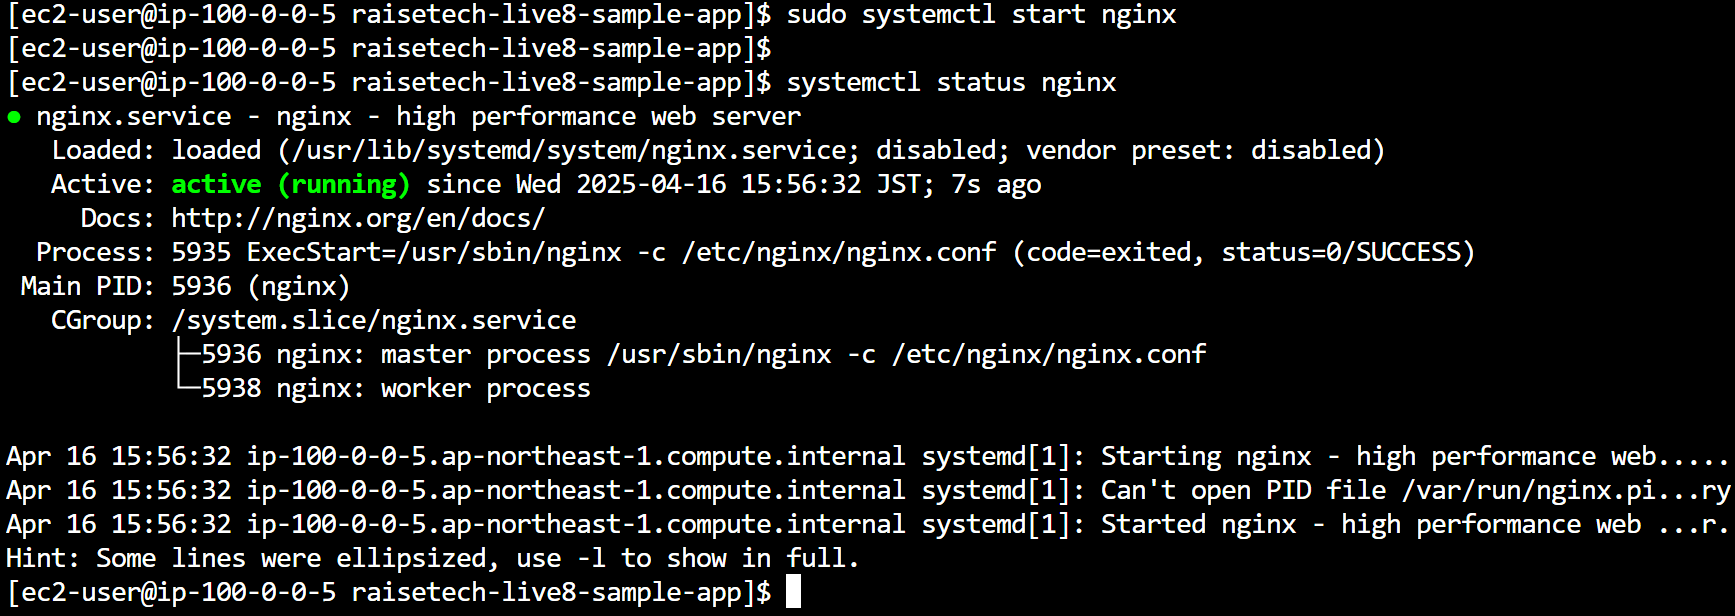 [ec2-user@ip-100-0-0-5 raisetech-live8-sample-app]$ sudo systemctl start nginx
[ec2-user@ip-100-0-0-5 raisetech-live8-sample-app]$
[ec2-user@ip-100-0-0-5 raisetech-live8-sample-app]$ systemctl status nginx
● nginx.service - nginx - high performance web server
   Loaded: loaded (/usr/lib/systemd/system/nginx.service; disabled; vendor preset: disabled)
   Active: active (running) since Wed 2025-04-16 15:56:32 JST; 7s ago
     Docs: http://nginx.org/en/docs/
  Process: 5935 ExecStart=/usr/sbin/nginx -c /etc/nginx/nginx.conf (code=exited, status=0/SUCCESS)
 Main PID: 5936 (nginx)
   CGroup: /system.slice/nginx.service
           ├─5936 nginx: master process /usr/sbin/nginx -c /etc/nginx/nginx.conf
           └─5938 nginx: worker process
Apr 16 15:56:32 ip-100-0-0-5.ap-northeast-1.compute.internal systemd[1]: Starting nginx - high performance web.....
Apr 16 15:56:32 ip-100-0-0-5.ap-northeast-1.compute.internal systemd[1]: Can't open PID file /var/run/nginx.pi...ry
Apr 16 15:56:32 ip-100-0-0-5.ap-northeast-1.compute.internal systemd[1]: Started nginx - high performance web ...r.
Hint: Some lines were ellipsized, use -l to show in full.
[ec2-user@ip-100-0-0-5 raisetech-live8-sample-app]$